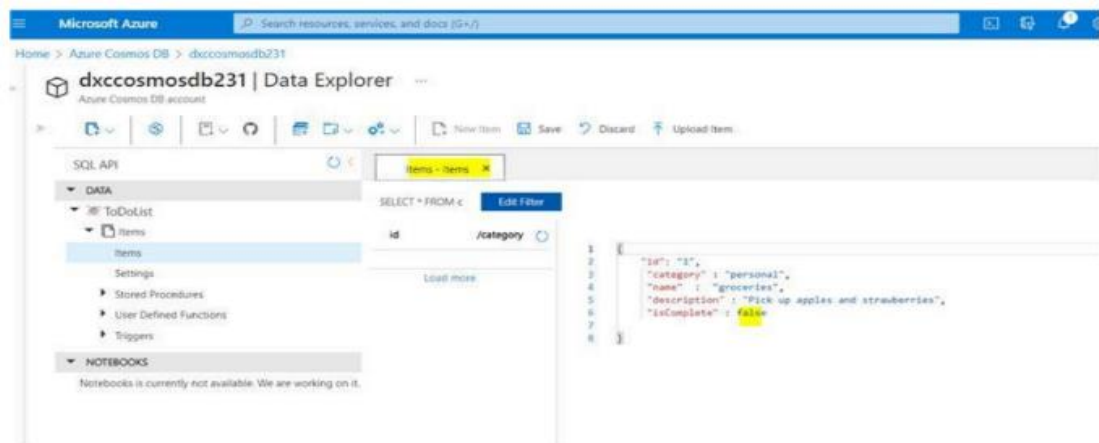 Microsoft Azure
Search resources, services, and docs (G+/)
Home > Azure Cosmos DB > dxccosmosdb231
dxccosmosdb231 | Data Explorer ...
Azure Cosmos DB account
New Item Save Discard Upload Item
SQL API
Items - Items ×
DATA
SELECT * FROM c Edit Filter
ToDoList
Items
id /category
Items
Load more
Settings
Stored Procedures
User Defined Functions
Triggers
NOTEBOOKS
Notebooks is currently not available. We are working on it.
1 {
2 "id": "1",
3 "category" : "personal",
4 "name" : "groceries",
5 "description" : "Pick up apples and strawberries",
6 "isComplete" : false
7
8 }